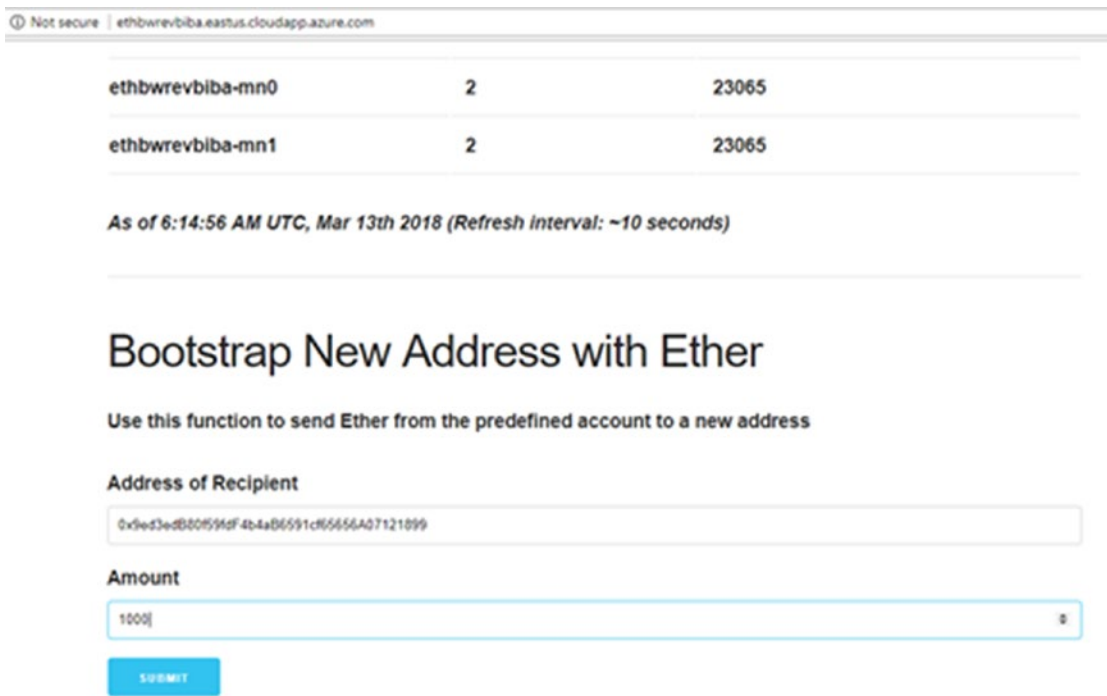 Not secure | ethbwrevbiba.eastus.cloudapp.azure.com
ethbwrevbiba-mn0 2 23065
ethbwrevbiba-mn1 2 23065
As of 6:14:56 AM UTC, Mar 13th 2018 (Refresh interval: ~10 seconds)
Bootstrap New Address with Ether
Use this function to send Ether from the predefined account to a new address
Address of Recipient
0x9ed3edB80f59fdF4b4aB6591cf65656A07121899
Amount
1000
SUBMIT